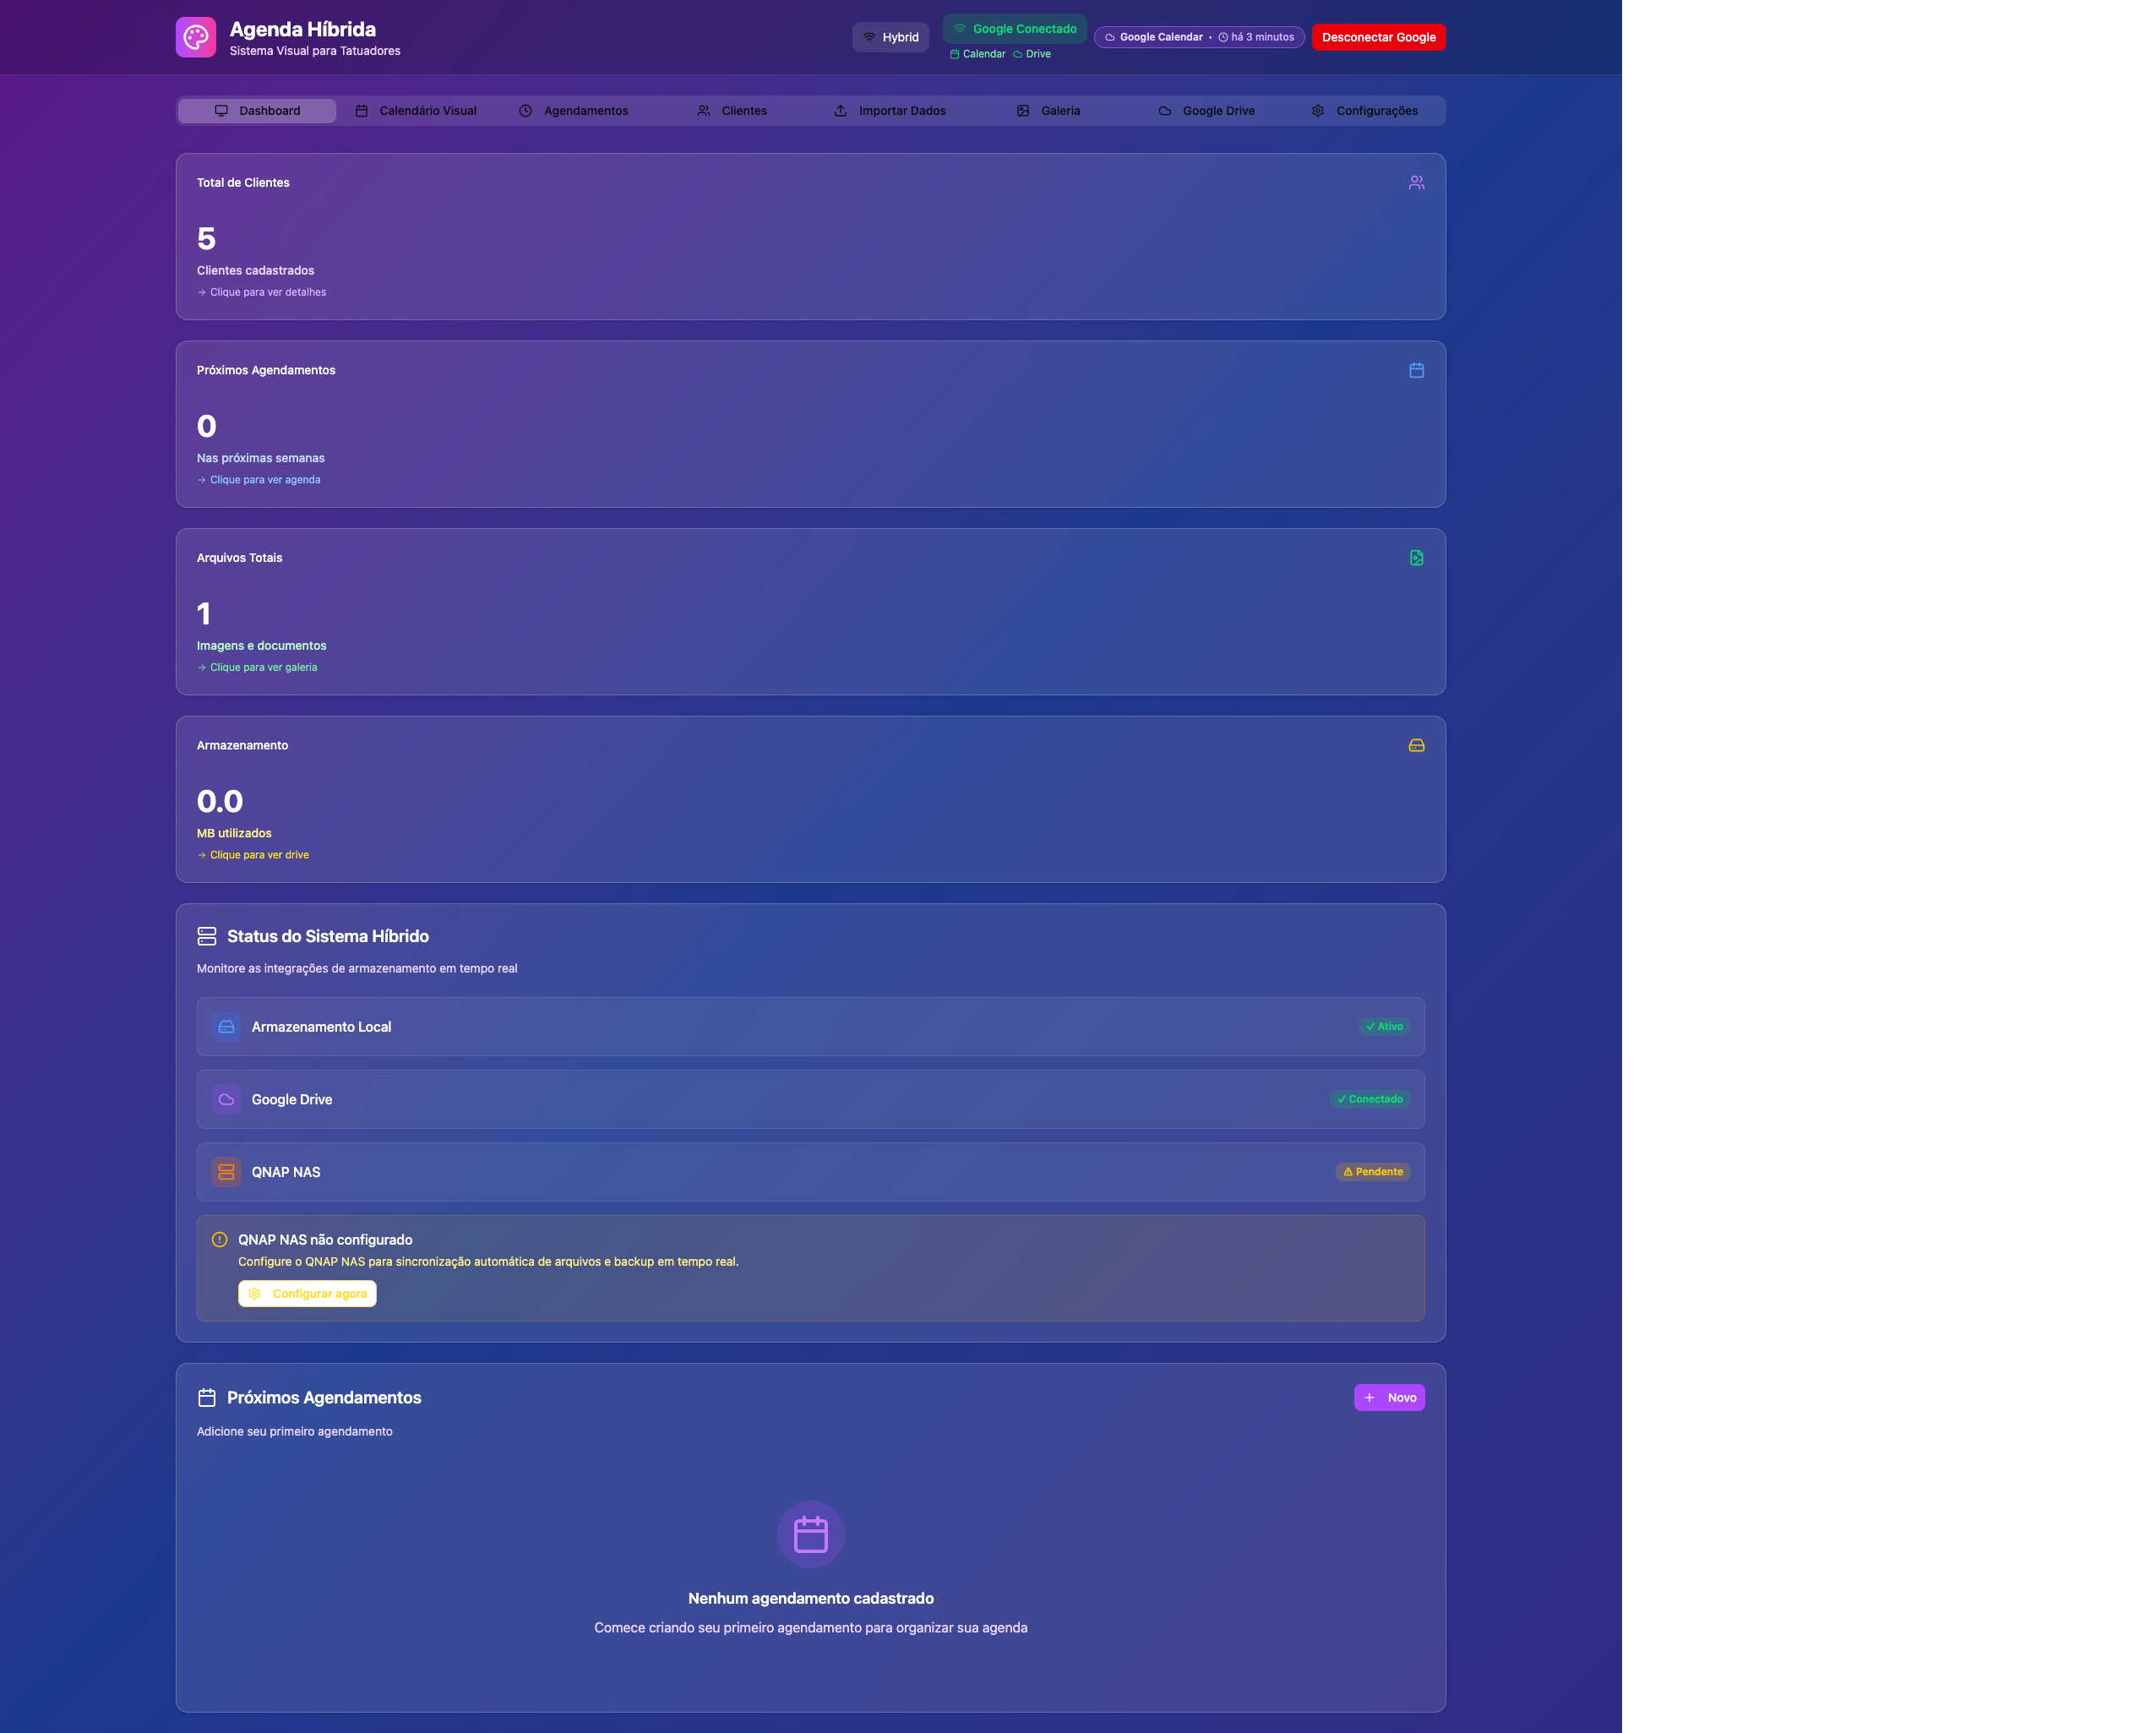 Agenda Híbrida
Sistema Visual para Tatuadores
Hybrid
Google Conectado
Calendar Drive
Google Calendar • há 3 minutos
Desconectar Google
Dashboard
Calendário Visual
Agendamentos
Clientes
Importar Dados
Galeria
Google Drive
Configurações
Total de Clientes
5
Clientes cadastrados
→ Clique para ver detalhes
Próximos Agendamentos
0
Nas próximas semanas
→ Clique para ver agenda
Arquivos Totais
1
Imagens e documentos
→ Clique para ver galeria
Armazenamento
0.0
MB utilizados
→ Clique para ver drive
Status do Sistema Híbrido
Monitore as integrações de armazenamento em tempo real
Armazenamento Local
✓ Ativo
Google Drive
✓ Conectado
QNAP NAS
⚠ Pendente
QNAP NAS não configurado
Configure o QNAP NAS para sincronização automática de arquivos e backup em tempo real.
Configurar agora
Próximos Agendamentos
+ Novo
Adicione seu primeiro agendamento
Nenhum agendamento cadastrado
Comece criando seu primeiro agendamento para organizar sua agenda